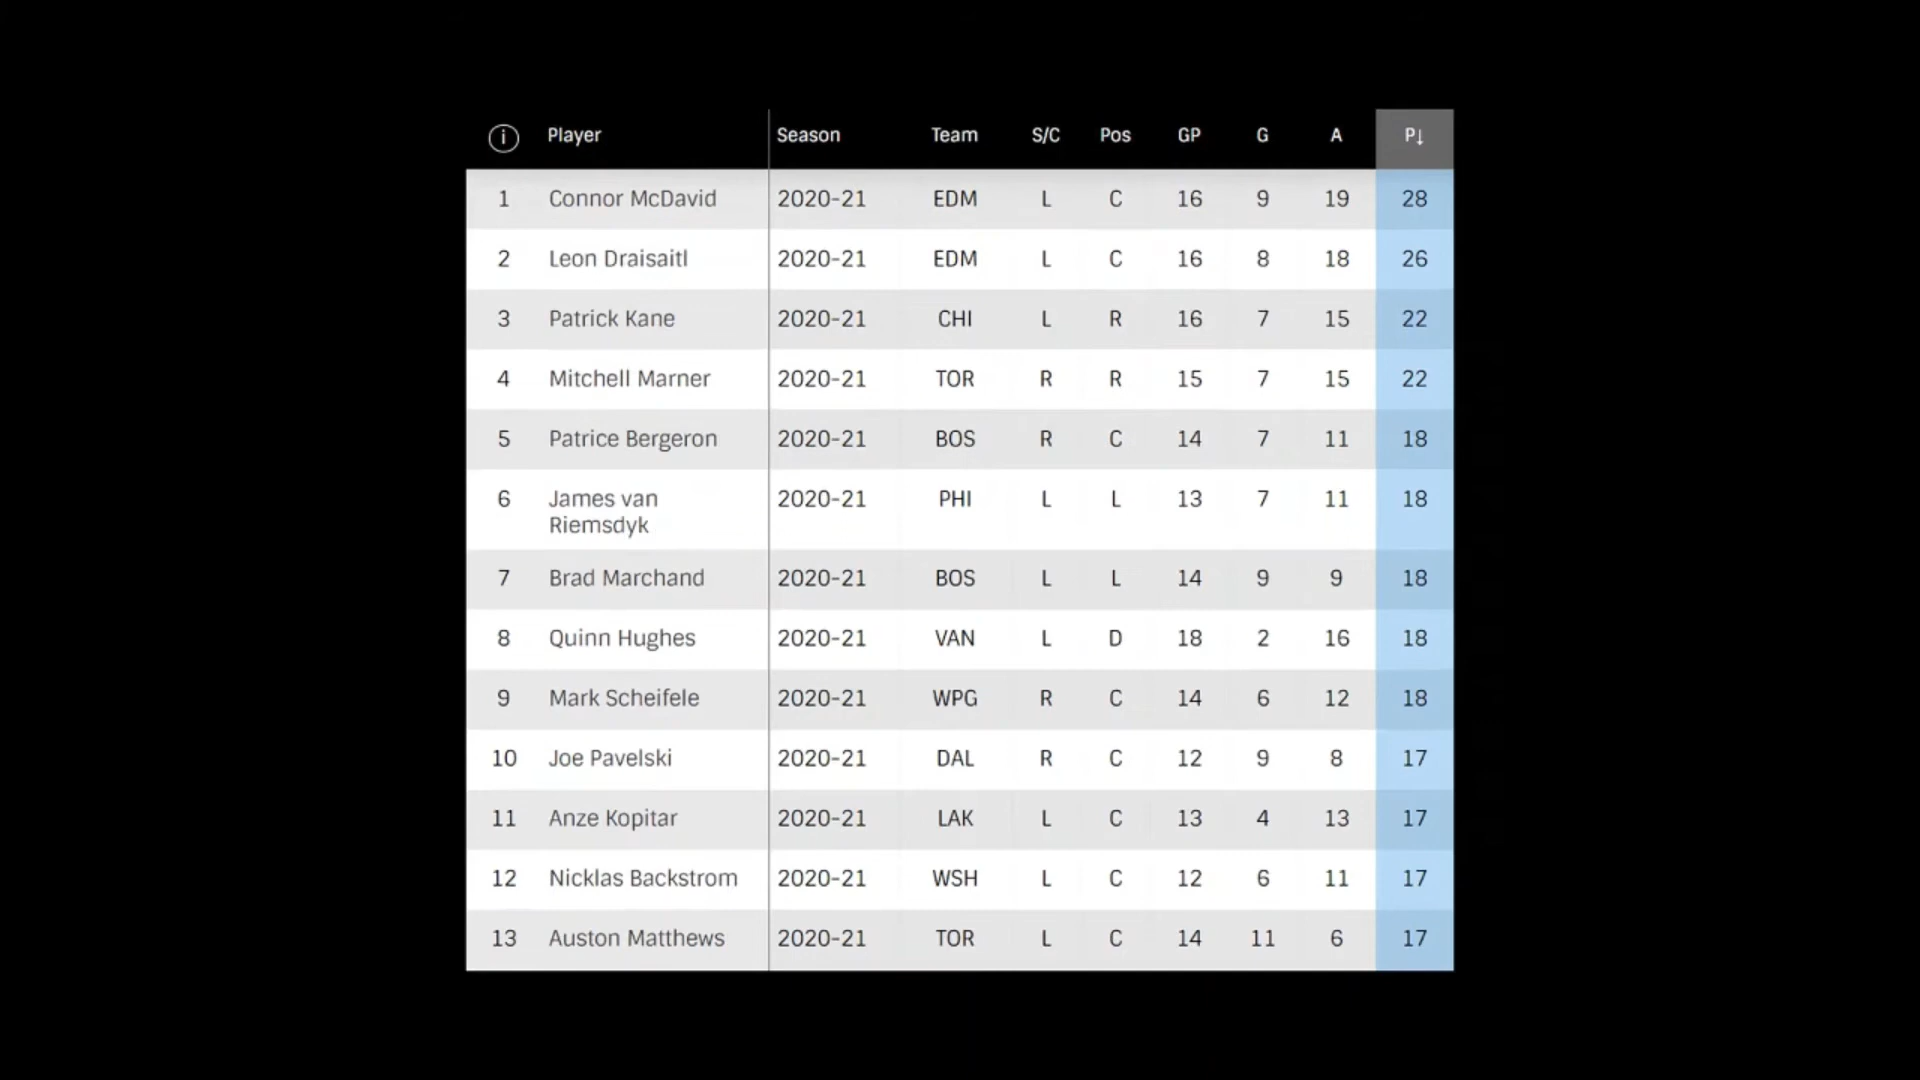 i Player Season Team S/C Pos GP G A P↓
1 Connor McDavid 2020-21 EDM L C 16 9 19 28
2 Leon Draisaitl 2020-21 EDM L C 16 8 18 26
3 Patrick Kane 2020-21 CHI L R 16 7 15 22
4 Mitchell Marner 2020-21 TOR R R 15 7 15 22
5 Patrice Bergeron 2020-21 BOS R C 14 7 11 18
6 James van 2020-21 PHI L L 13 7 11 18
Riemsdyk
7 Brad Marchand 2020-21 BOS L L 14 9 9 18
8 Quinn Hughes 2020-21 VAN L D 18 2 16 18
9 Mark Scheifele 2020-21 WPG R C 14 6 12 18
10 Joe Pavelski 2020-21 DAL R C 12 9 8 17
11 Anze Kopitar 2020-21 LAK L C 13 4 13 17
12 Nicklas Backstrom 2020-21 WSH L C 12 6 11 17
13 Auston Matthews 2020-21 TOR L C 14 11 6 17